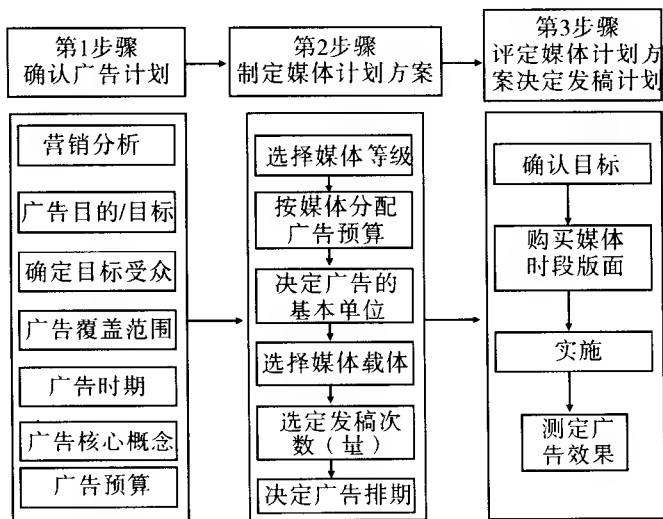 第1步骤
确认广告计划
第2步骤
制定媒体计划方案
第3步骤
评定媒体计划方
案决定发稿计划
营销分析
广告目的/目标
确定目标受众
广告覆盖范围
广告时期
广告核心概念
广告预算
选择媒体等级
按媒体分配
广告预算
决定广告的
基本单位
选择媒体载体
选定发稿次
数（量）
决定广告排期
确认目标
购买媒体
时段版面
实施
测定广
告效果